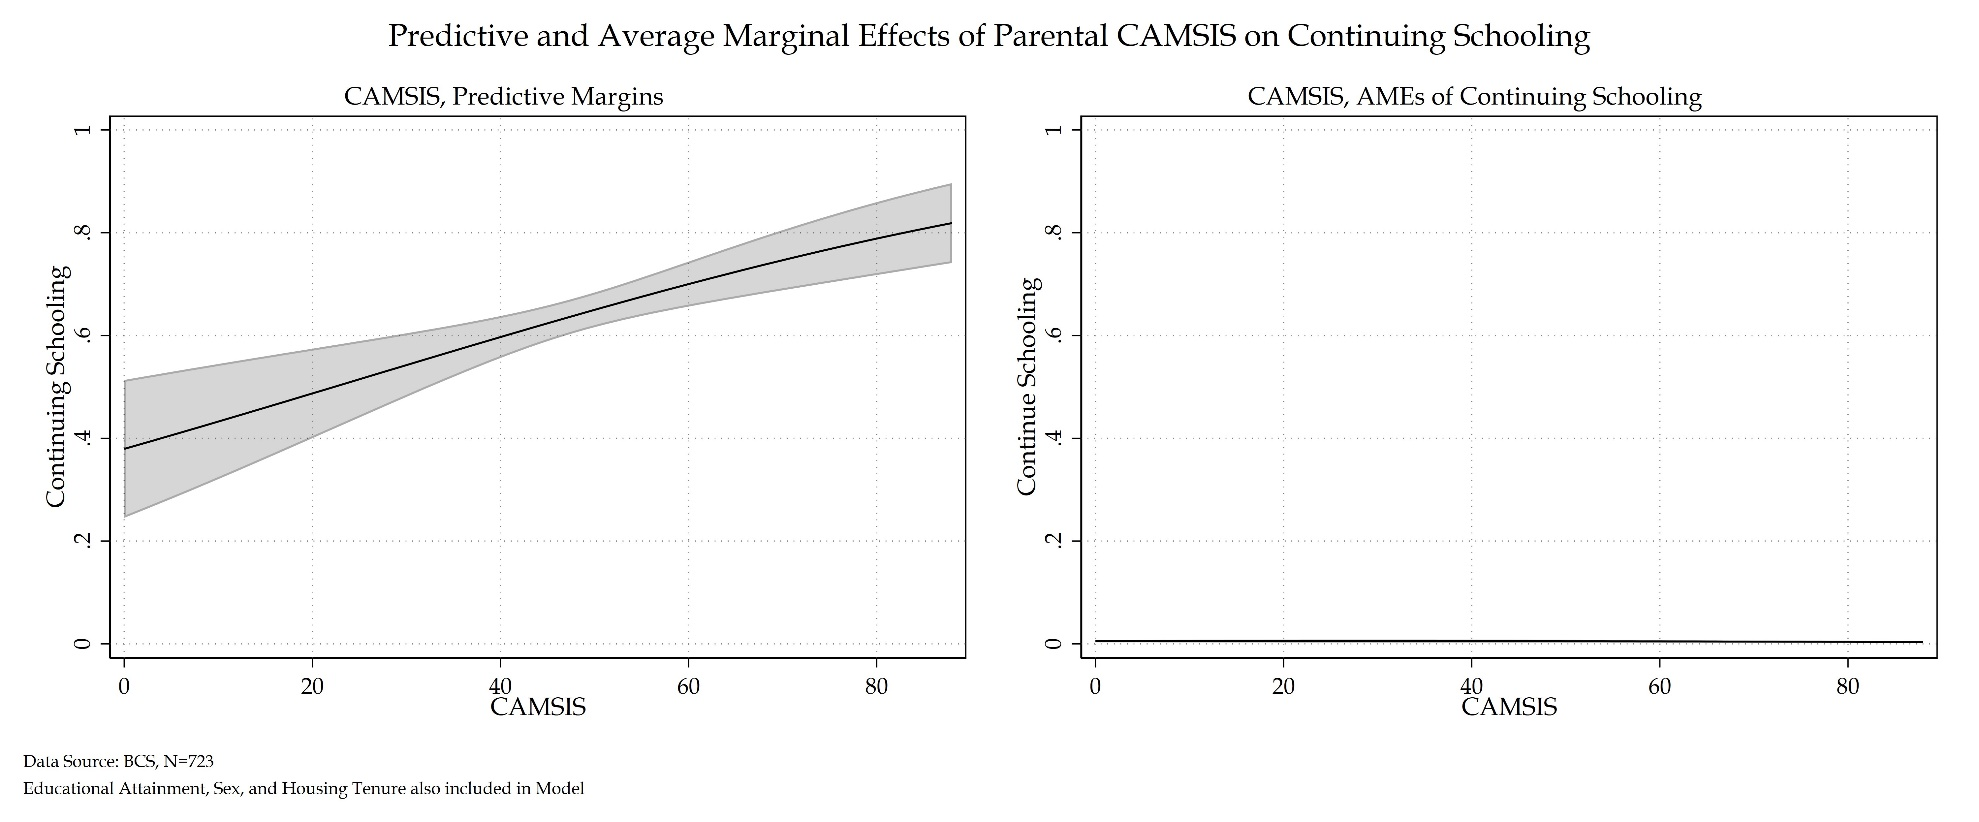 Predictive and Average Marginal Effects of Parental CAMSIS on Continuing Schooling
CAMSIS, Predictive Margins
Continuing Schooling
1
.8
.6
.4
.2
0
0 20 40 60 80
CAMSIS
CAMSIS, AMEs of Continuing Schooling
Continue Schooling
1
.8
.6
.4
.2
0
0 20 40 60 80
CAMSIS
Data Source: BCS, N=723
Educational Attainment, Sex, and Housing Tenure also included in Model